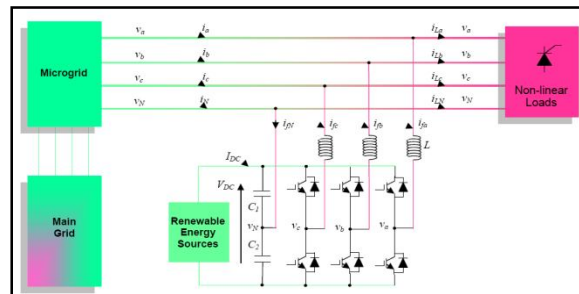 v_a i_a i_La v_a
v_b i_b i_Lb v_b
Microgrid
v_c i_c i_Lc v_c
Non-linear
Loads
v_N i_N i_LN v_N
i_fN i_fc i_fb i_fa
L
I_DC
V_DC
C_1
Main
Grid
Renewable
Energy
Sources
v_N v_c v_b v_a
C_2